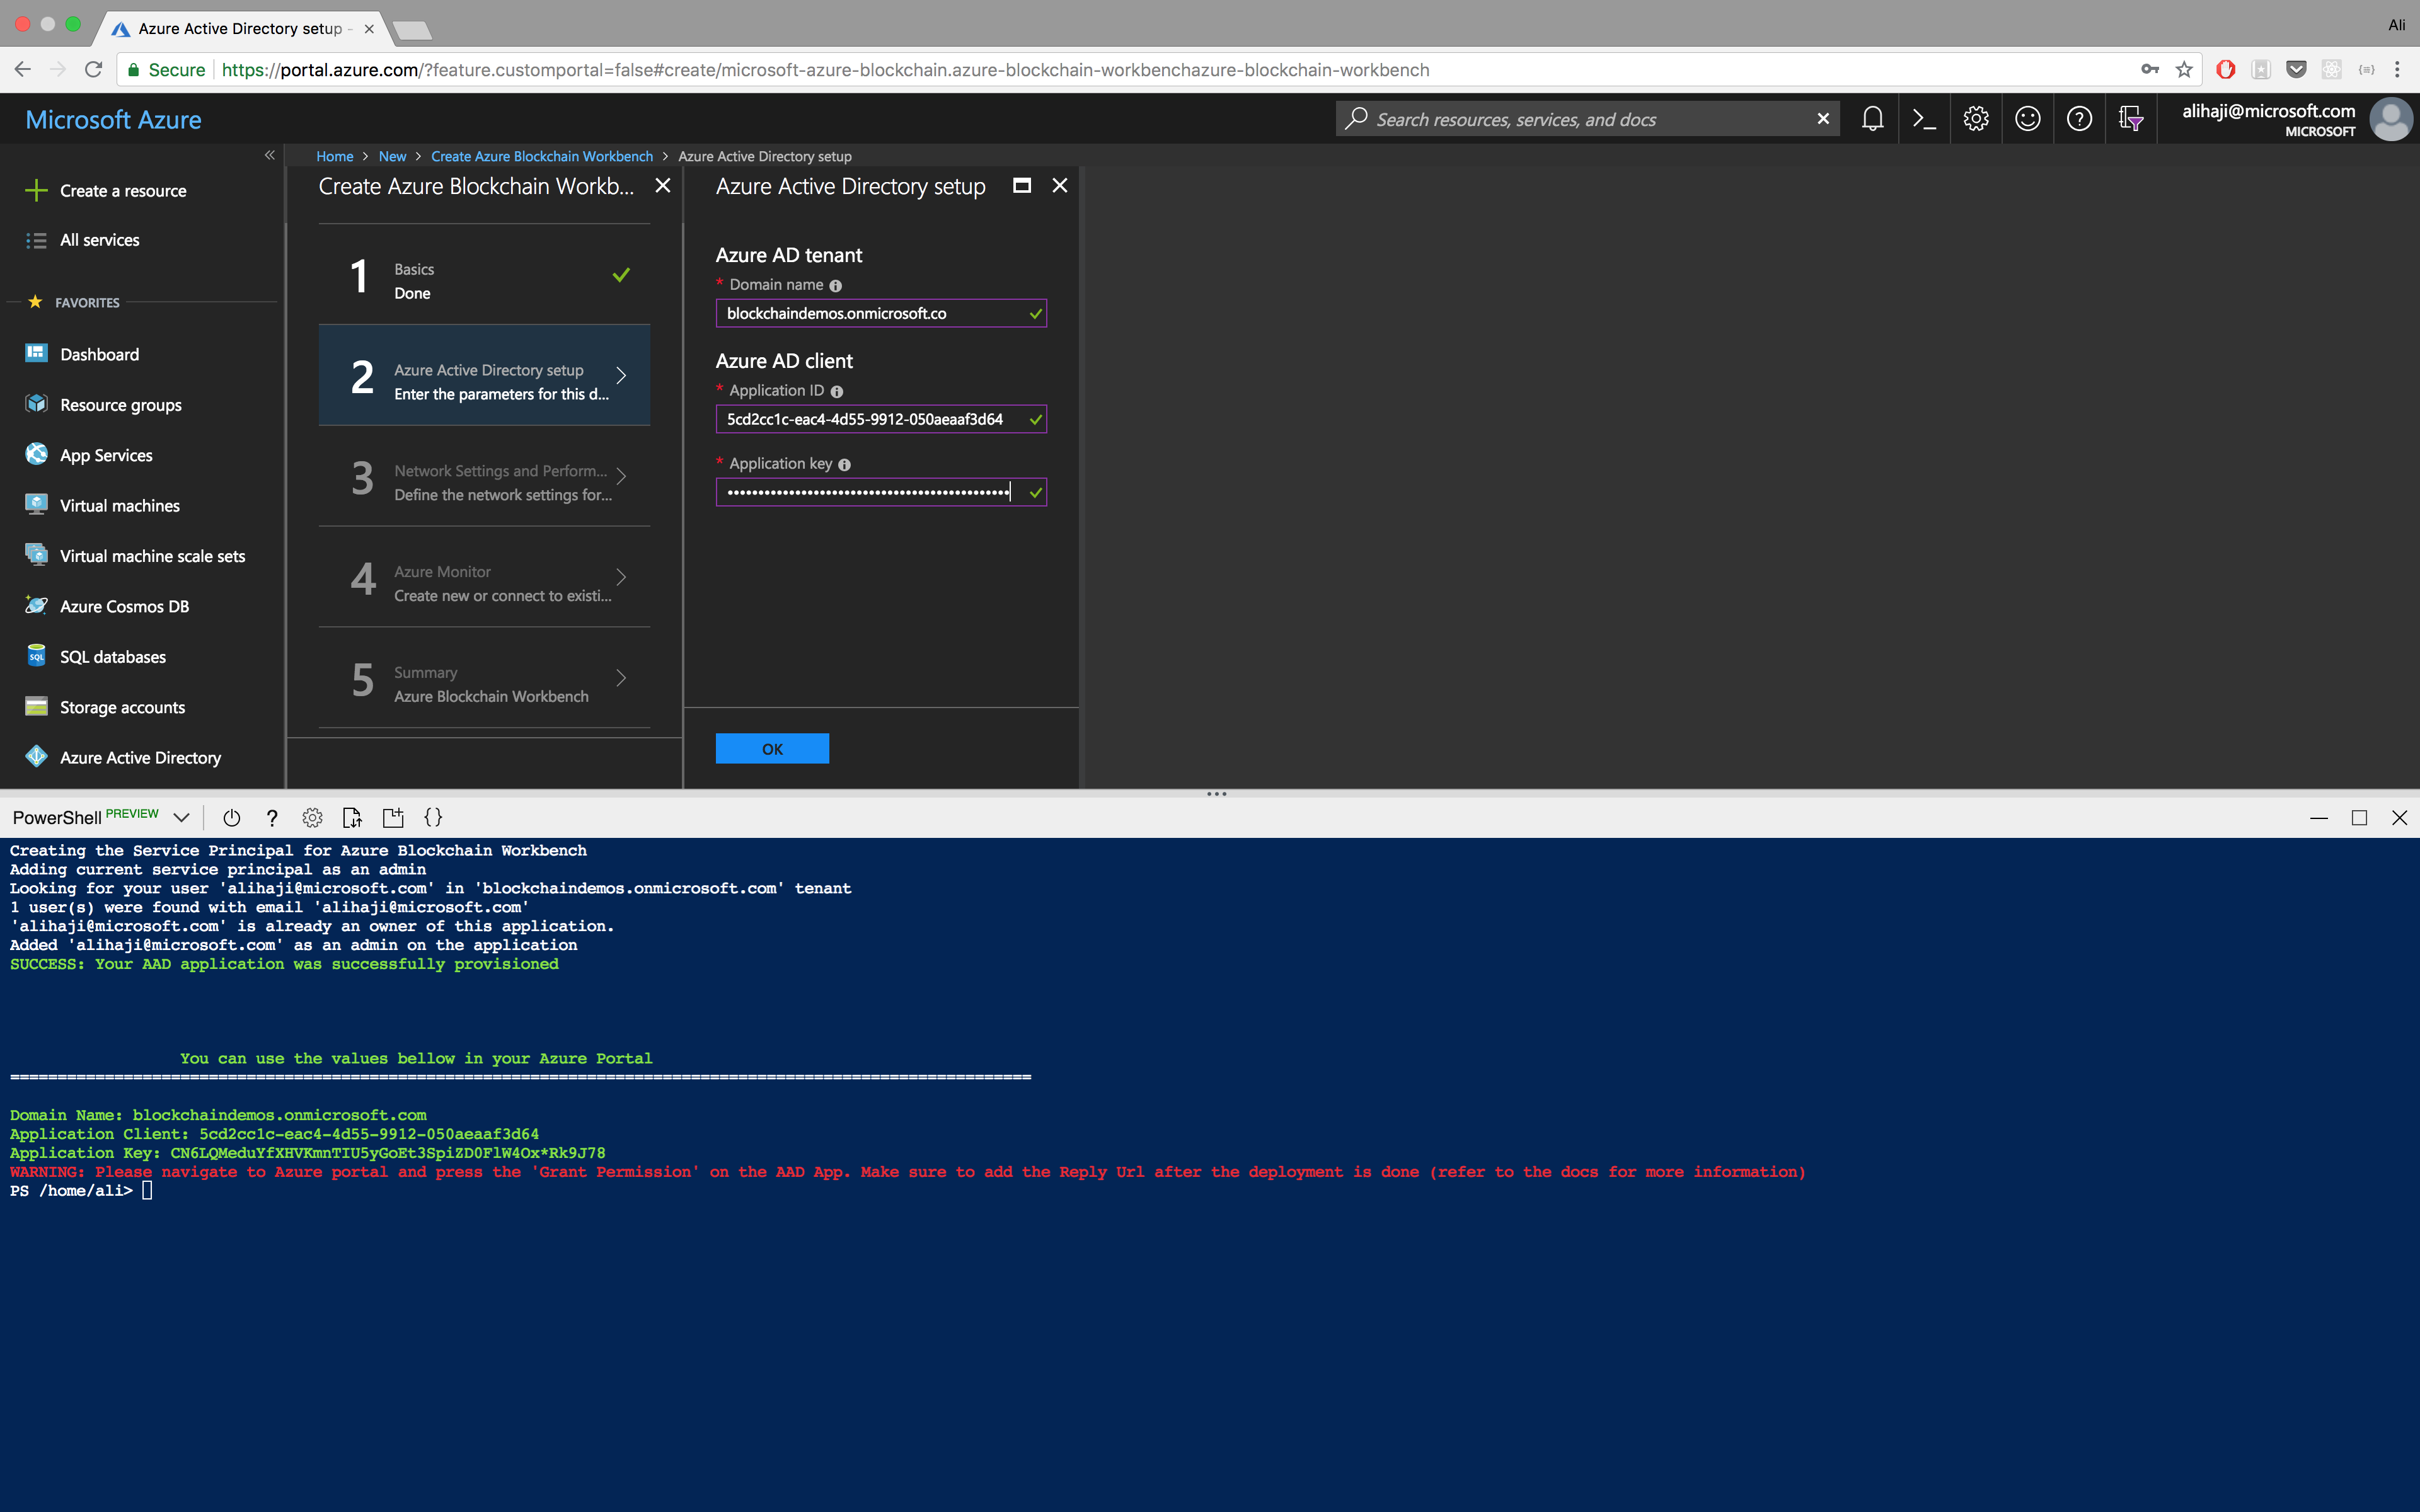 Azure Active Directory setup -
Ali
Secure
https://portal.azure.com/?feature.customportal=false#create/microsoft-azure-blockchain.azure-blockchain-workbenchazure-blockchain-workbench
Microsoft Azure
Search resources, services, and docs
alihaji@microsoft.com
MICROSOFT
Home > New > Create Azure Blockchain Workbench > Azure Active Directory setup
Create a resource
All services
FAVORITES
Dashboard
Resource groups
App Services
Virtual machines
Virtual machine scale sets
Azure Cosmos DB
SQL databases
Storage accounts
Azure Active Directory
Create Azure Blockchain Workb...
1
Basics
Done
2
Azure Active Directory setup
Enter the parameters for this d...
3
Network Settings and Perform...
Define the network settings for...
4
Azure Monitor
Create new or connect to existi...
5
Summary
Azure Blockchain Workbench
Azure Active Directory setup
Azure AD tenant
* Domain name
blockchaindemos.onmicrosoft.co
Azure AD client
* Application ID
5cd2cc1c-eac4-4d55-9912-050aeaaf3d64
* Application key
OK
PowerShell PREVIEW
Creating the Service Principal for Azure Blockchain Workbench
Adding current service principal as an admin
Looking for your user 'alihaji@microsoft.com' in 'blockchaindemos.onmicrosoft.com' tenant
1 user(s) were found with email 'alihaji@microsoft.com'
'alihaji@microsoft.com' is already an owner of this application.
Added 'alihaji@microsoft.com' as an admin on the application
SUCCESS: Your AAD application was successfully provisioned
You can use the values bellow in your Azure Portal
============================================================================================================
Domain Name: blockchaindemos.onmicrosoft.com
Application Client: 5cd2cc1c-eac4-4d55-9912-050aeaaf3d64
Application Key: CN6LQMeduYfXHVKmnTIU5yGoEt3SpiZD0FlW4Ox*Rk9J78
WARNING: Please navigate to Azure portal and press the 'Grant Permission' on the AAD App. Make sure to add the Reply Url after the deployment is done (refer to the docs for more information)
PS /home/ali>